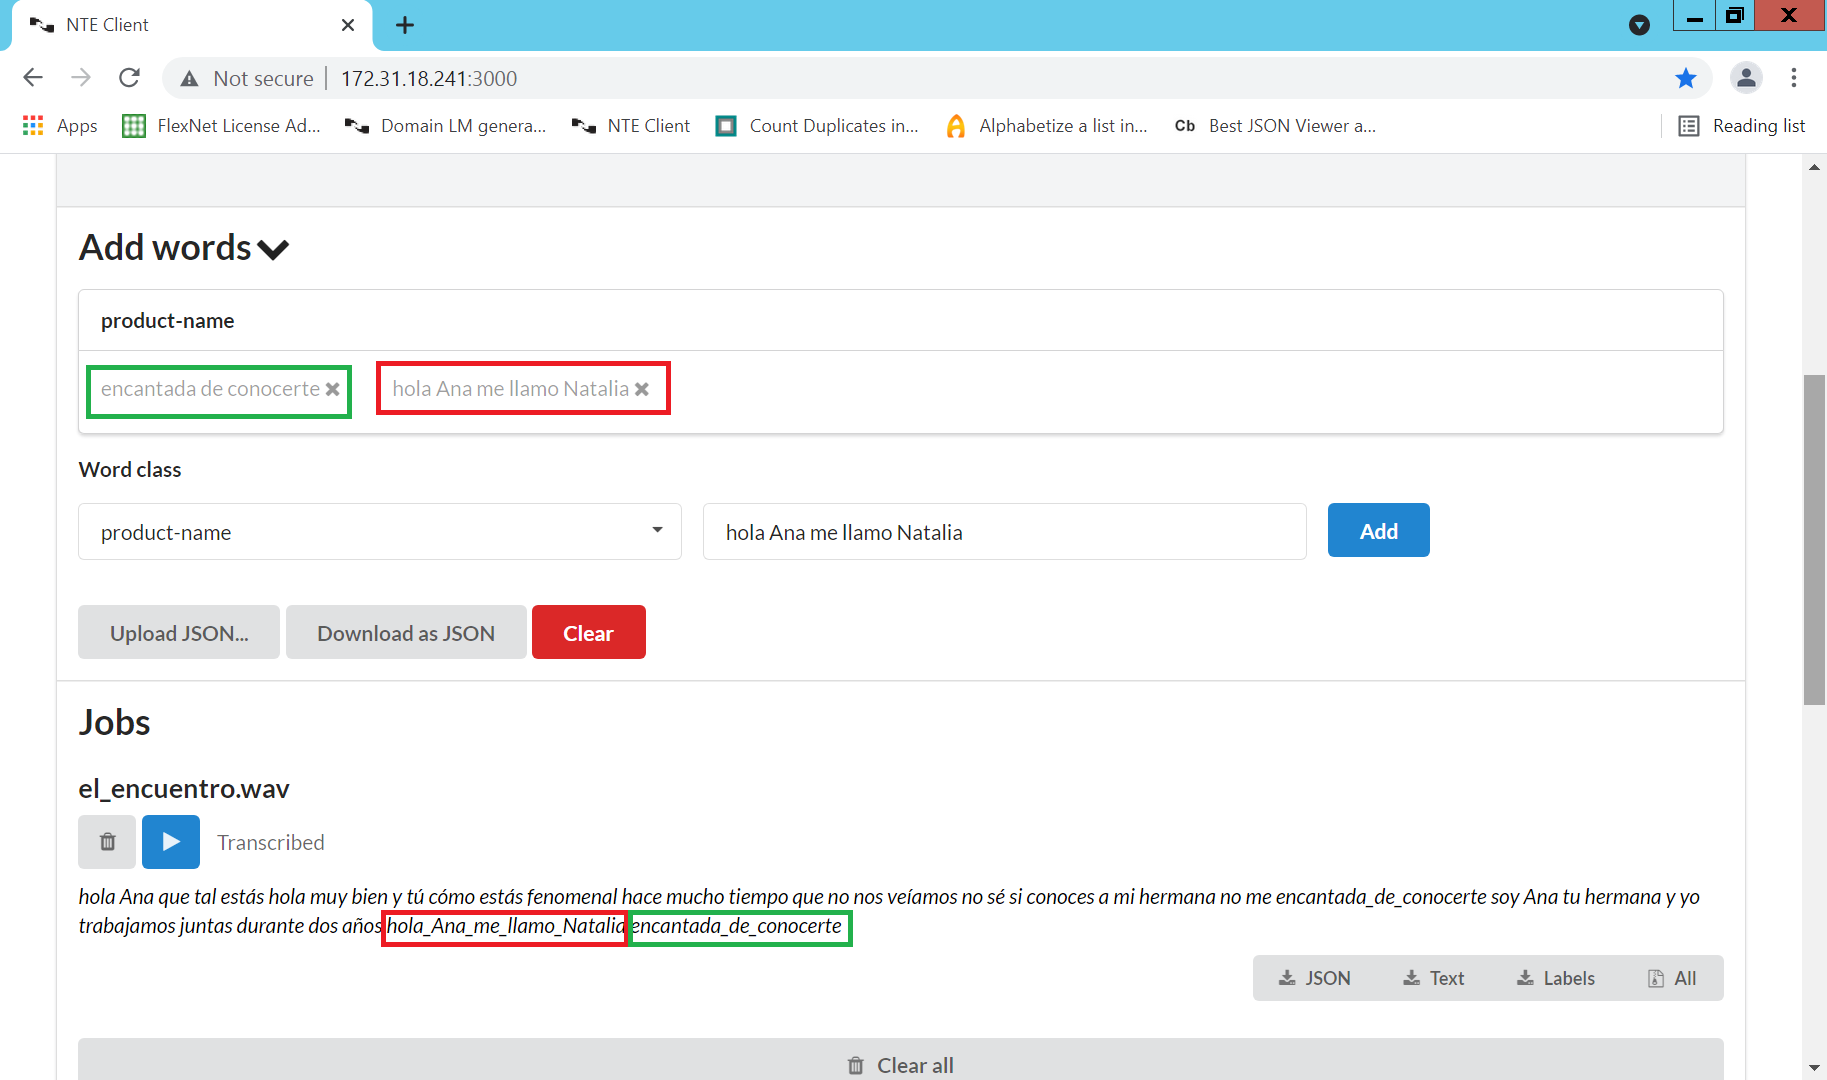 NTE Client
Not secure 172.31.18.241:3000
Apps FlexNet License Ad... Domain LM genera... NTE Client Count Duplicates in... Alphabetize a list in... Cb Best JSON Viewer a... Reading list
Add words
product-name
encantada de conocerte hola Ana me llamo Natalia
Word class
product-name hola Ana me llamo Natalia Add
Upload JSON... Download as JSON Clear
Jobs
el_encuentro.wav
Transcribed
hola Ana que tal estás hola muy bien y tú cómo estás fenomenal hace mucho tiempo que no nos veíamos no sé si conoces a mi hermana no me encantada_de_conocerte soy Ana tu hermana y yo
trabajamos juntas durante dos años hola_Ana_me_llamo_Natalia encantada_de_conocerte
JSON Text Labels All
Clear all